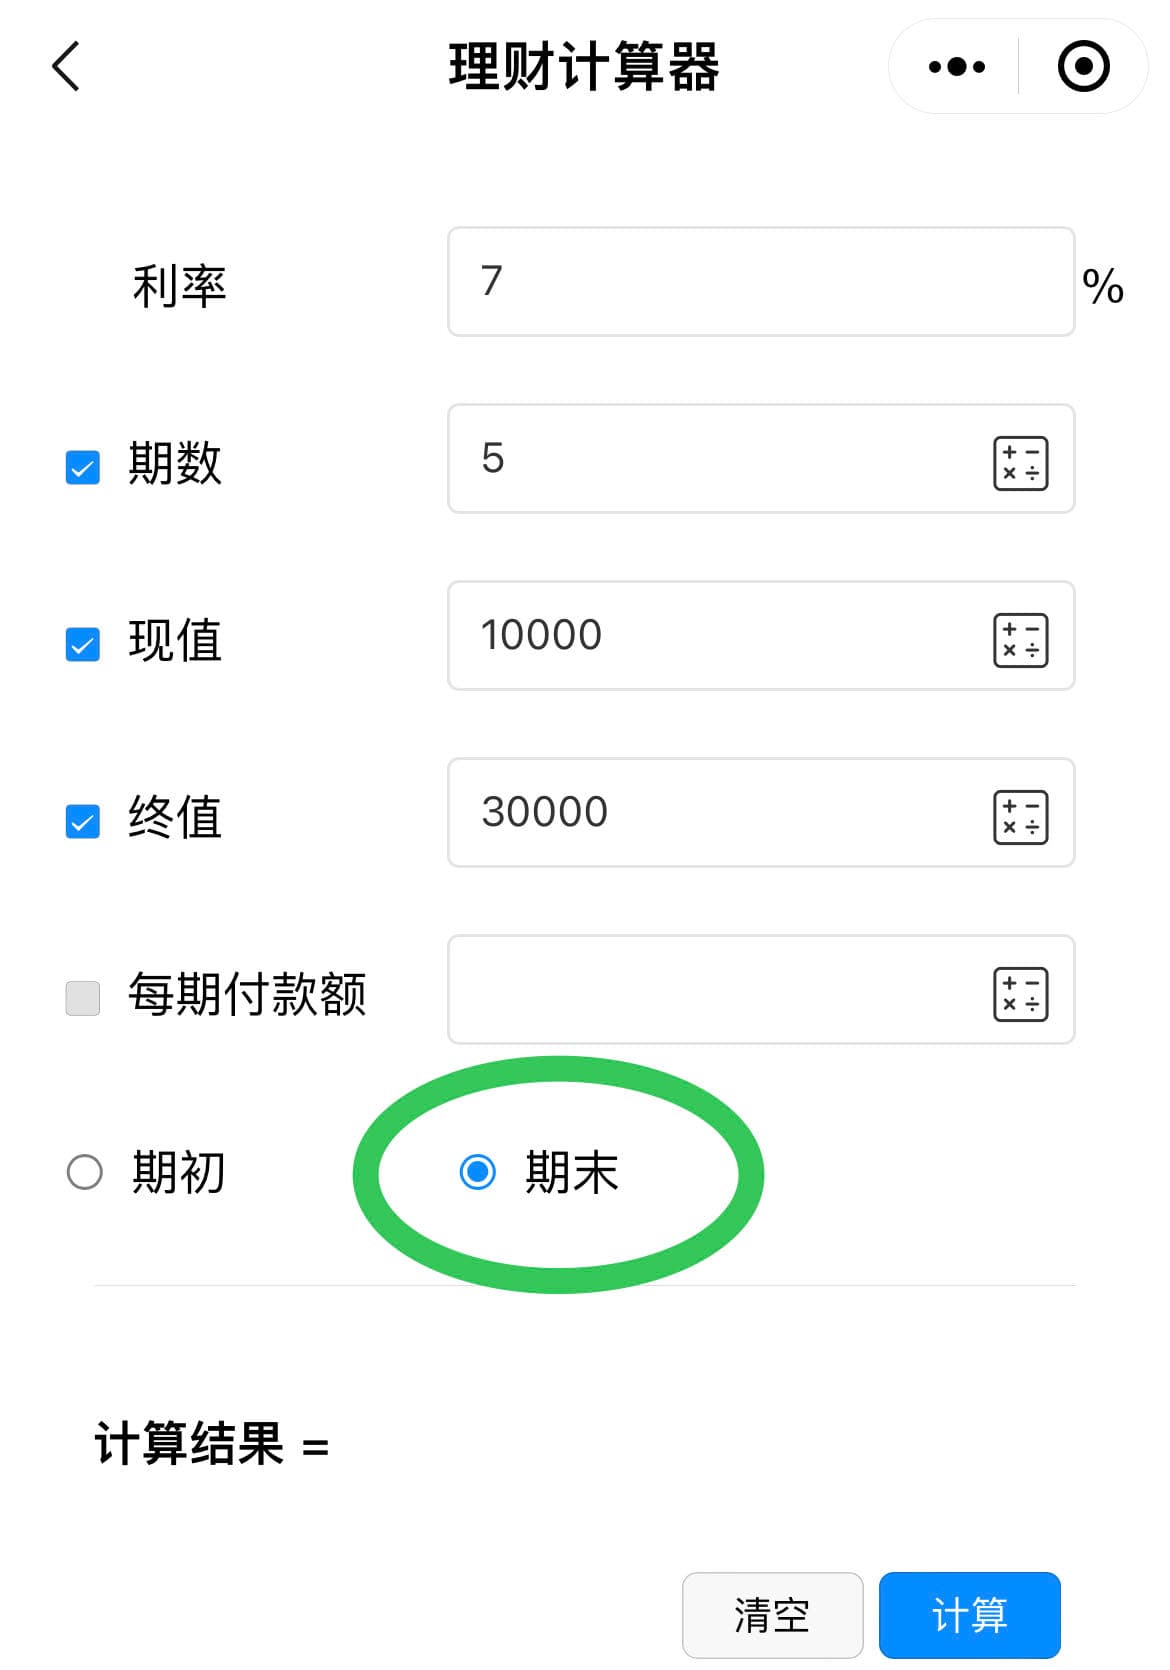 理财计算器
利率 7 %
期数 5
现值 10000
终值 30000
每期付款额
期初 期末
计算结果 =
清空 计算